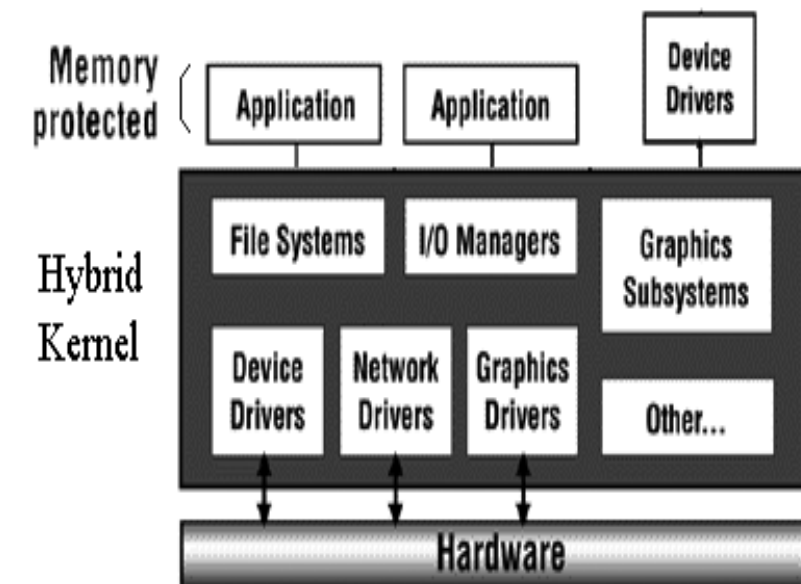 Memory
protected
Application
Application
Device
Drivers
Hybrid
Kernel
File Systems
I/O Managers
Graphics
Subsystems
Device
Drivers
Network
Drivers
Graphics
Drivers
Other...
Hardware